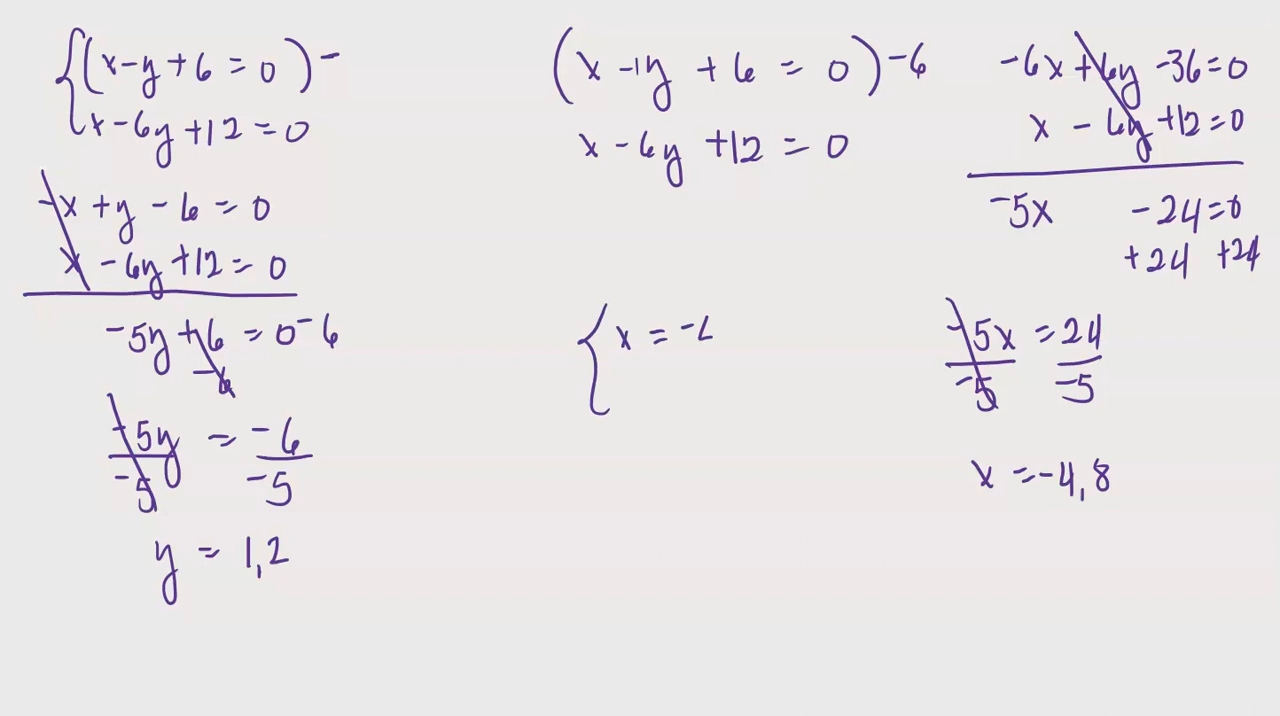 {(x-y+6=0)-
x-6y+12=0
-x+y-6=0
x-6y+12=0
-5y+6=0-6
-6
-5y = -6
-5 -5
y = 1,2
(x-1y+6=0)-6
x-6y+12=0
{x=-4
-6x+6y-36=0
x-6y+12=0
-5x -24=0
+24 +24
-5x=24
-5 -5
x=-4,8